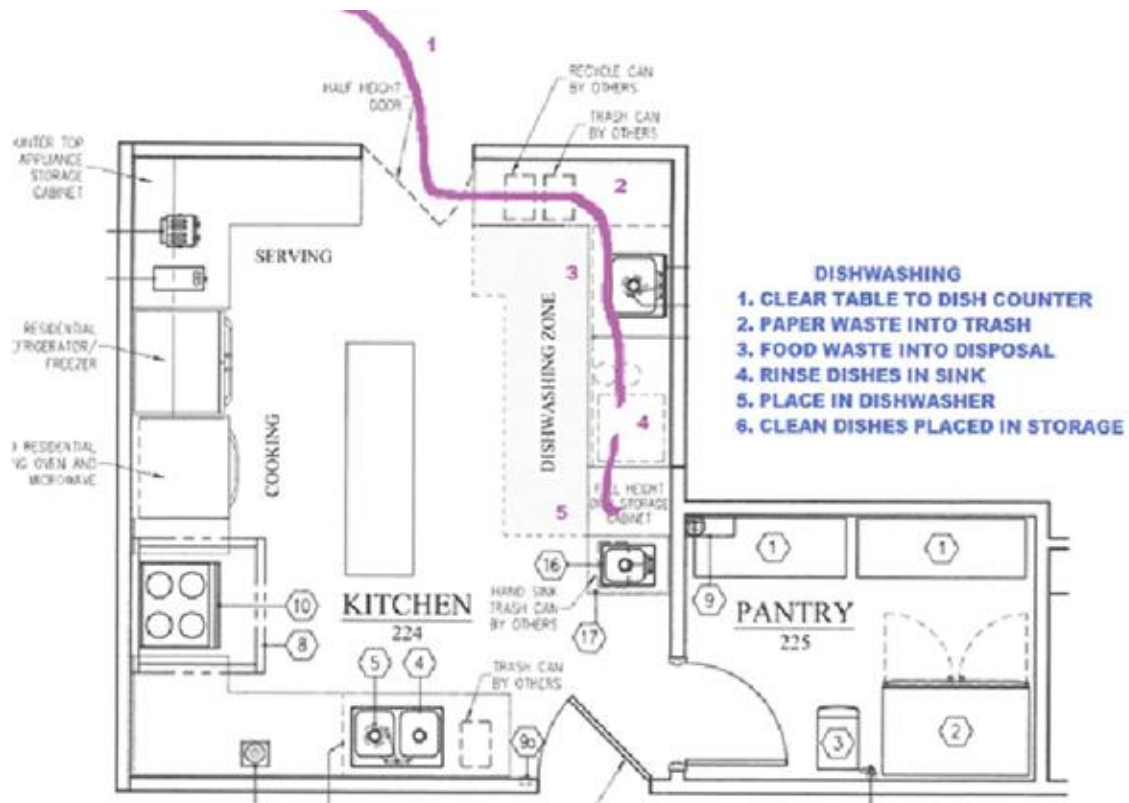 1
RECYCLE CAN
BY OTHERS
HALF HEIGHT
DOOR
TRASH CAN
BY OTHERS
UNTER TOP
APPLIANCE
STORAGE
CABINET
2
SERVING
3
DISHWASHING
1. CLEAR TABLE TO DISH COUNTER
2. PAPER WASTE INTO TRASH
3. FOOD WASTE INTO DISPOSAL
4. RINSE DISHES IN SINK
5. PLACE IN DISHWASHER
6. CLEAN DISHES PLACED IN STORAGE
RESIDENTIAL
FRIGERATOR/
FREEZER
DISHWASHING ZONE
4
COOKING
RESIDENTIAL
NG OVEN AND
MICROWAVE
5
HEIGHT
STORAGE
CABINET
1
1
16
9
10
HAND SINK
TRASH CAN
BY OTHERS
KITCHEN
224
8
17
PANTRY
225
TRASH CAN
BY OTHERS
5
4
9a
3
2